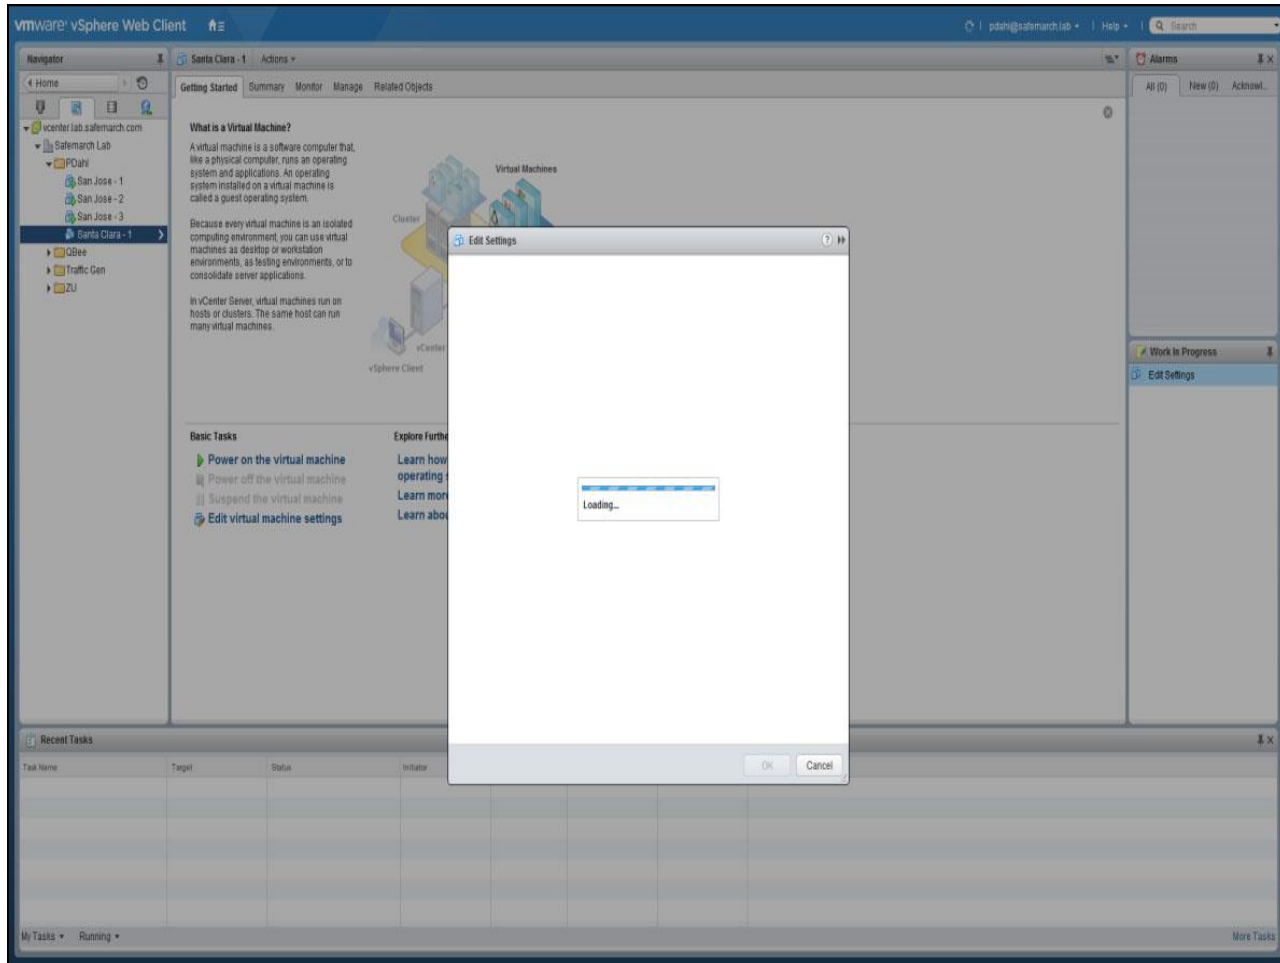 vmware® vSphere Web Client
pdahl@safemarch.lab
Help
Search
Navigator
Home
vcenter.lab.safemarch.com
Safemarch Lab
PDahl
San Jose - 1
San Jose - 2
San Jose - 3
Santa Clara - 1
QBee
Traffic Gen
ZU
Santa Clara - 1
Actions
Getting Started
Summary
Monitor
Manage
Related Objects
What is a Virtual Machine?
A virtual machine is a software computer that,
like a physical computer, runs an operating
system and applications. An operating
system installed on a virtual machine is
called a guest operating system.
Because every virtual machine is an isolated
computing environment, you can use virtual
machines as desktop or workstation
environments, as testing environments, or to
consolidate server applications.
In vCenter Server, virtual machines run on
hosts or clusters. The same host can run
many virtual machines.
Virtual Machines
Cluster
vCenter
vSphere Client
Basic Tasks
Power on the virtual machine
Power off the virtual machine
Suspend the virtual machine
Edit virtual machine settings
Explore Furthe
Learn how
operating s
Learn more
Learn abou
Edit Settings
?
Loading...
OK
Cancel
Alarms
All (0)
New (0)
Acknowl...
Work In Progress
Edit Settings
Recent Tasks
Task Name
Target
Status
Initiator
My Tasks
Running
More Tasks